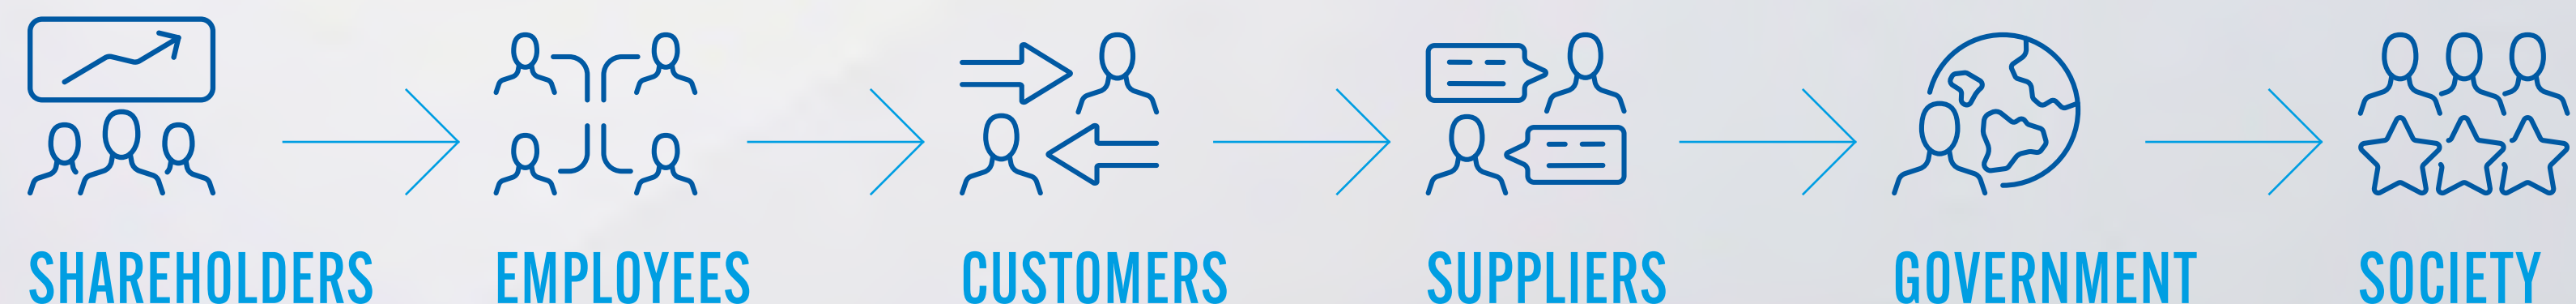 SHAREHOLDERS
EMPLOYEES
CUSTOMERS
SUPPLIERS
GOVERNMENT
SOCIETY